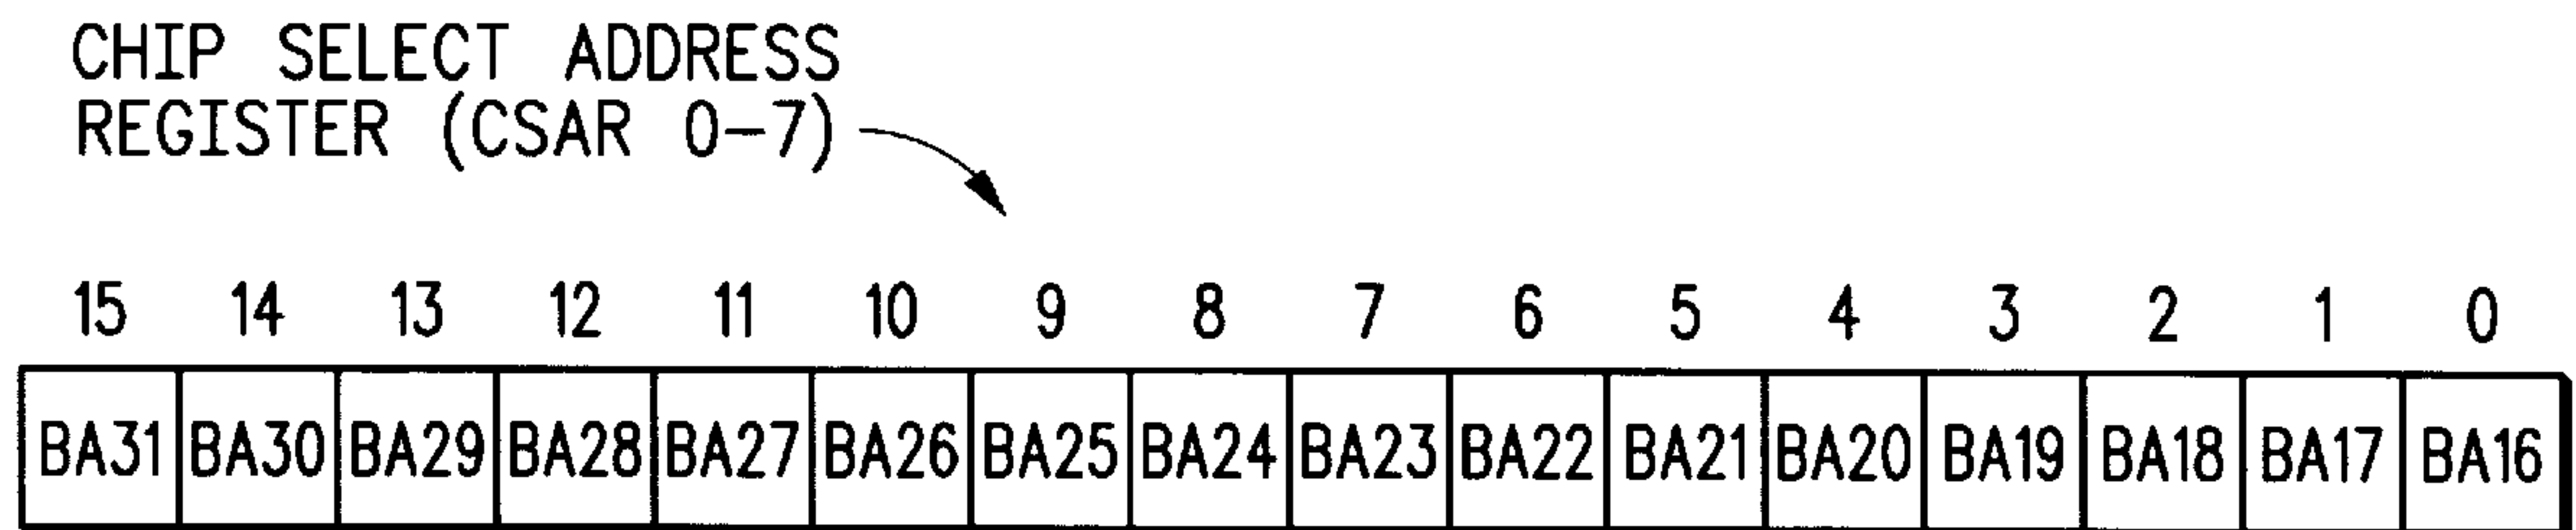 CHIP SELECT ADDRESS
REGISTER (CSAR 0-7)
15 14 13 12 11 10 9 8 7 6 5 4 3 2 1 0
BA31 BA30 BA29 BA28 BA27 BA26 BA25 BA24 BA23 BA22 BA21 BA20 BA19 BA18 BA17 BA16